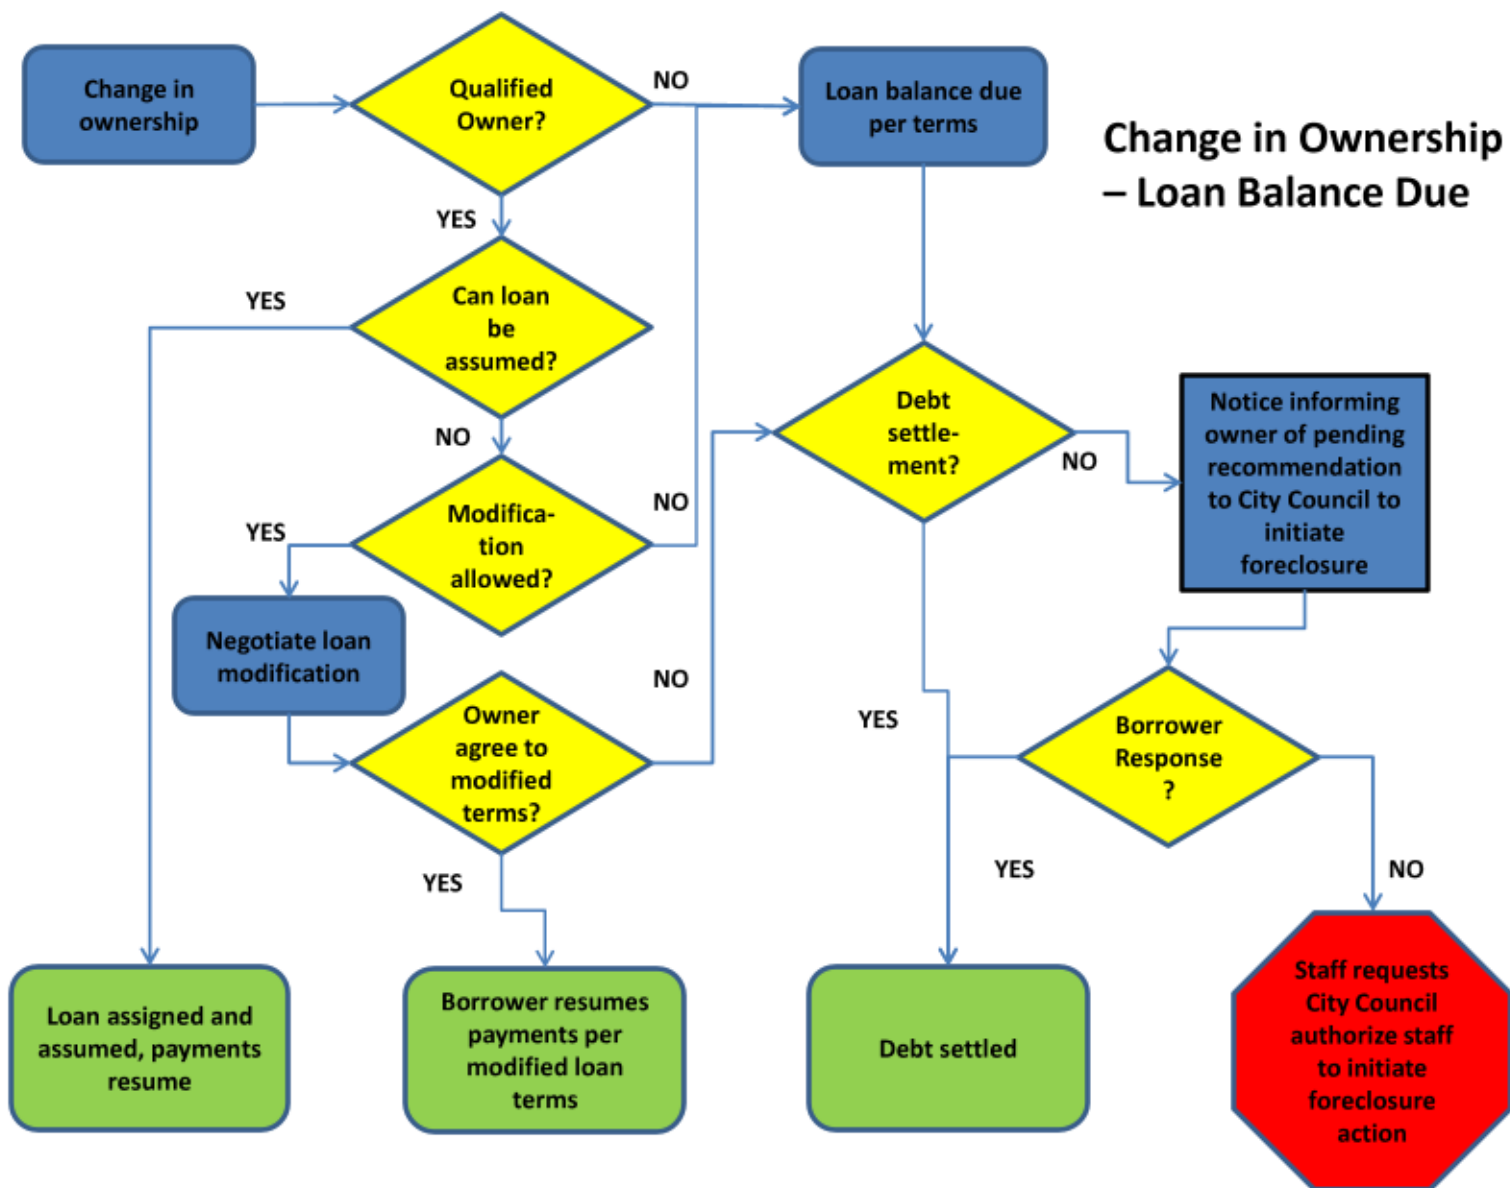 Change in
ownership
Qualified
Owner?
NO
Loan balance due
per terms
Change in Ownership
– Loan Balance Due
YES
Can loan
be
assumed?
YES
NO
Modifica-
tion
allowed?
YES
NO
Negotiate loan
modification
Owner
agree to
modified
terms?
NO
YES
Debt
settle-
ment?
NO
YES
Notice informing
owner of pending
recommendation
to City Council to
initiate
foreclosure
Borrower
Response
?
YES
NO
Loan assigned and
assumed, payments
resume
Borrower resumes
payments per
modified loan
terms
Debt settled
Staff requests
City Council
authorize staff
to initiate
foreclosure
action